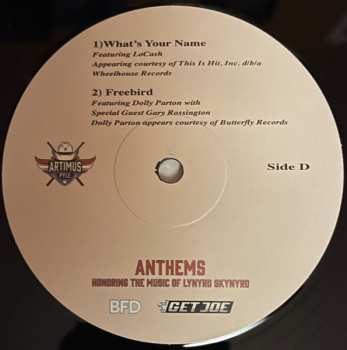 1)What's Your Name
Featuring LoCash
Appearing courtesy of This Is Hit, Inc. d/b/a
Wheelhouse Records
2) Freebird
Featuring Dolly Parton with
Special Guest Gary Rossington
Dolly Parton appears courtesy of Butterfly Records
Side D
ARTIMUS
PYLE
ANTHEMS
HONORING THE MUSIC OF LYNYRD SKYNYRD
BFD
GETJOE